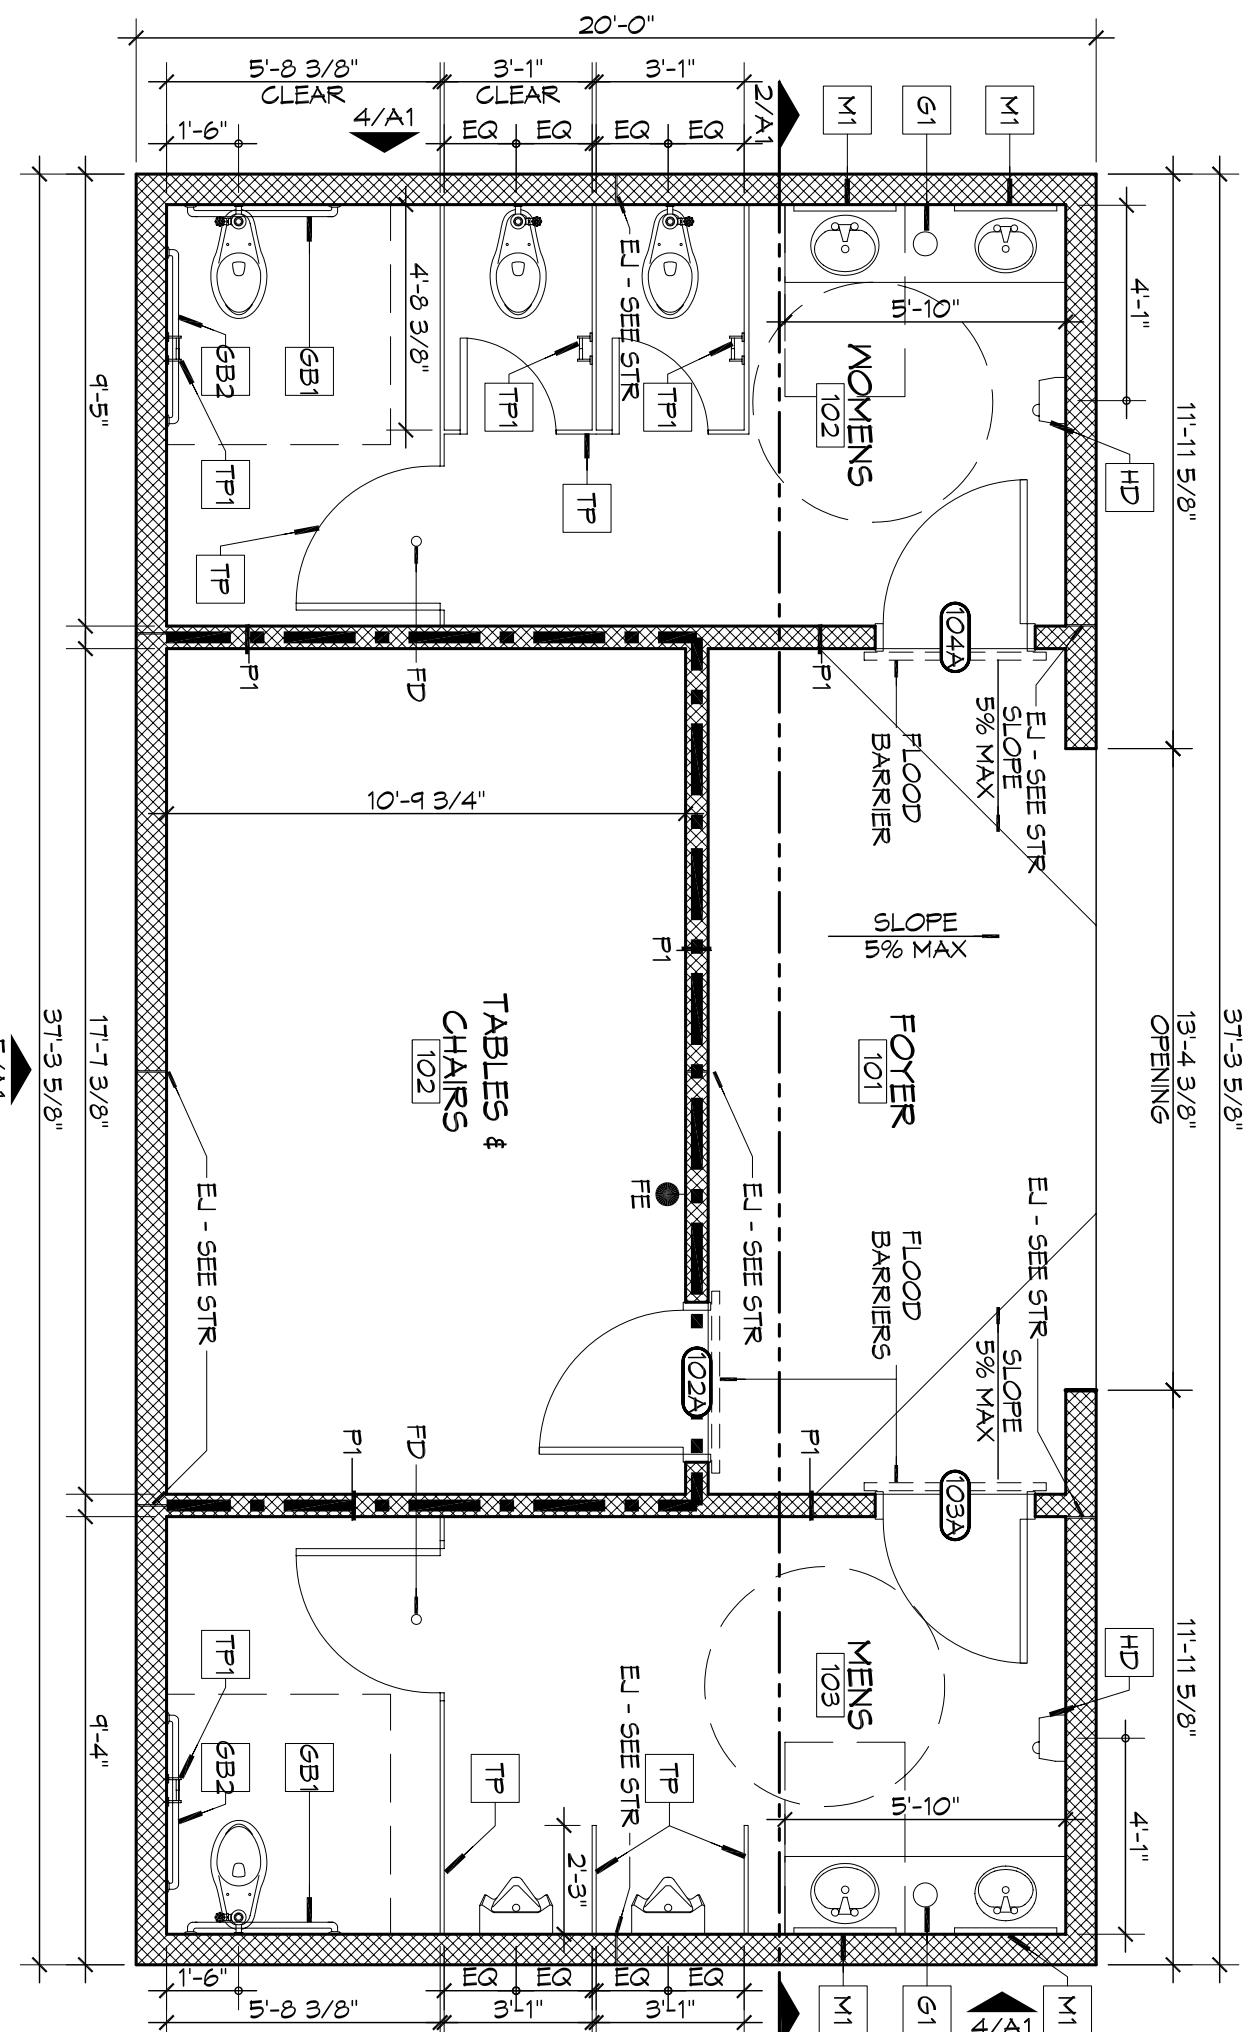 20'-0"
5'-8 3/8"
CLEAR
3'-1"
CLEAR
3'-1"
1'-6"
4/A1
EQ
EQ
EQ
EQ
2/A1
M1
G1
M1
4'-8 3/8"
EJ - SEE STR
5'-10"
4'-1"
GB2
GB1
TP1
TP1
WOMENS
102
9'-5"
11'-11 5/8"
TP1
TP
HD
TP
104A
P1
FD
P1
FLOOD
BARRIER
SLOPE
5% MAX
EJ - SEE STR
10'-9 3/4"
SLOPE
5% MAX
P1
TABLES &
CHAIRS
102
FOYER
101
37'-3 5/8"
17'-7 3/8"
13'-4 3/8"
OPENING
37'-3 5/8"
EJ - SEE STR
FE
EJ - SEE STR
FLOOD
BARRIERS
EJ - SEE STR
102A
SLOPE
5% MAX
P1
FD
P1
103A
TP1
GB2
GB1
EJ - SEE STR
MENS
103
HD
11'-11 5/8"
9'-4"
TP
TP
5'-10"
4'-1"
2'-3"
1'-6"
EQ
EQ
EQ
EQ
5'-8 3/8"
3'-1"
3'-1"
M1
G1
4/A1
M1